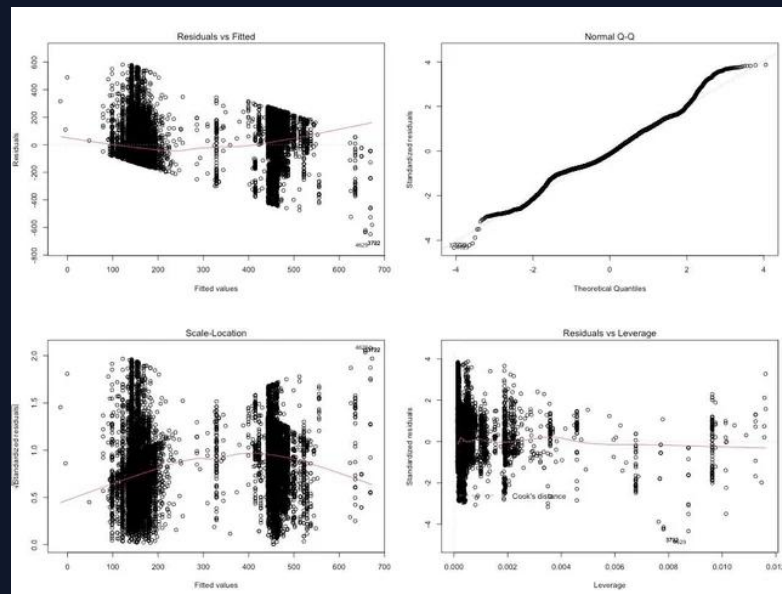 Residuals vs Fitted
Residuals
600
400
200
0
-200
-400
-600
-800
0 100 200 300 400 500 600 700
Fitted values
4629
3702
Normal Q-Q
Standardized residuals
4
2
0
-2
-4
-4 -2 0 2 4
Theoretical Quantiles
Scale-Location
√|Standardized residuals|
2.0
1.5
1.0
0.5
0.0
0 100 200 300 400 500 600 700
Fitted values
Residuals vs Leverage
Standardized residuals
4
2
0
-2
-4
Cook's distance
0.000 0.002 0.004 0.006 0.008 0.010 0.012
Leverage